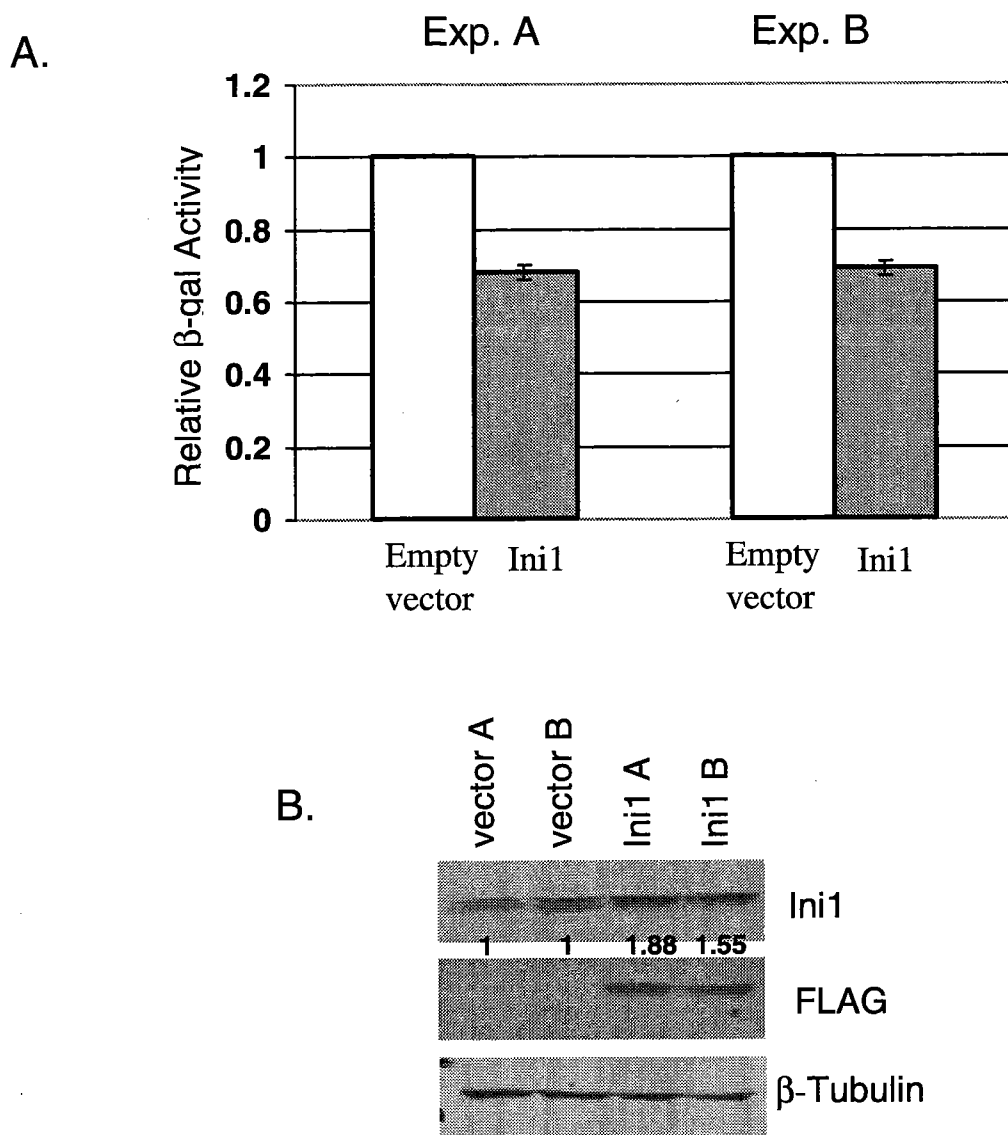 A.
Exp. A
Exp. B
Relative β-gal Activity
1.2
1
0.8
0.6
0.4
0.2
0
Empty vector
Ini1
Empty vector
Ini1
B.
vector A
vector B
Ini1 A
Ini1 B
Ini1
1 1 1.88 1.55
FLAG
β-Tubulin